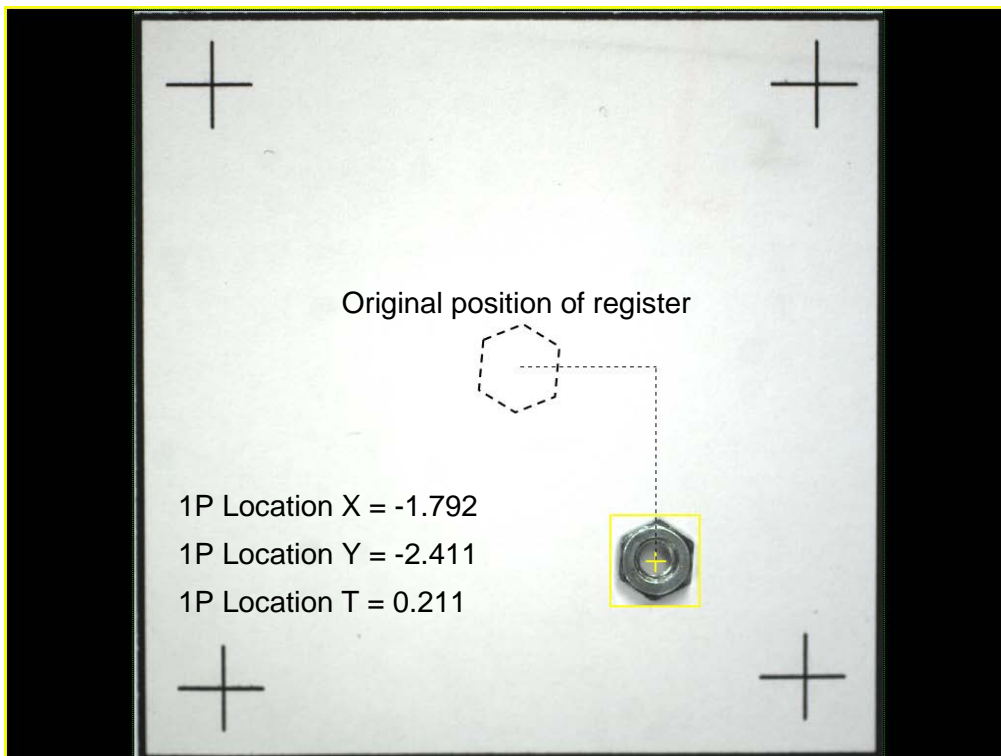 Original position of register
1P Location X = -1.792
1P Location Y = -2.411
1P Location T = 0.211